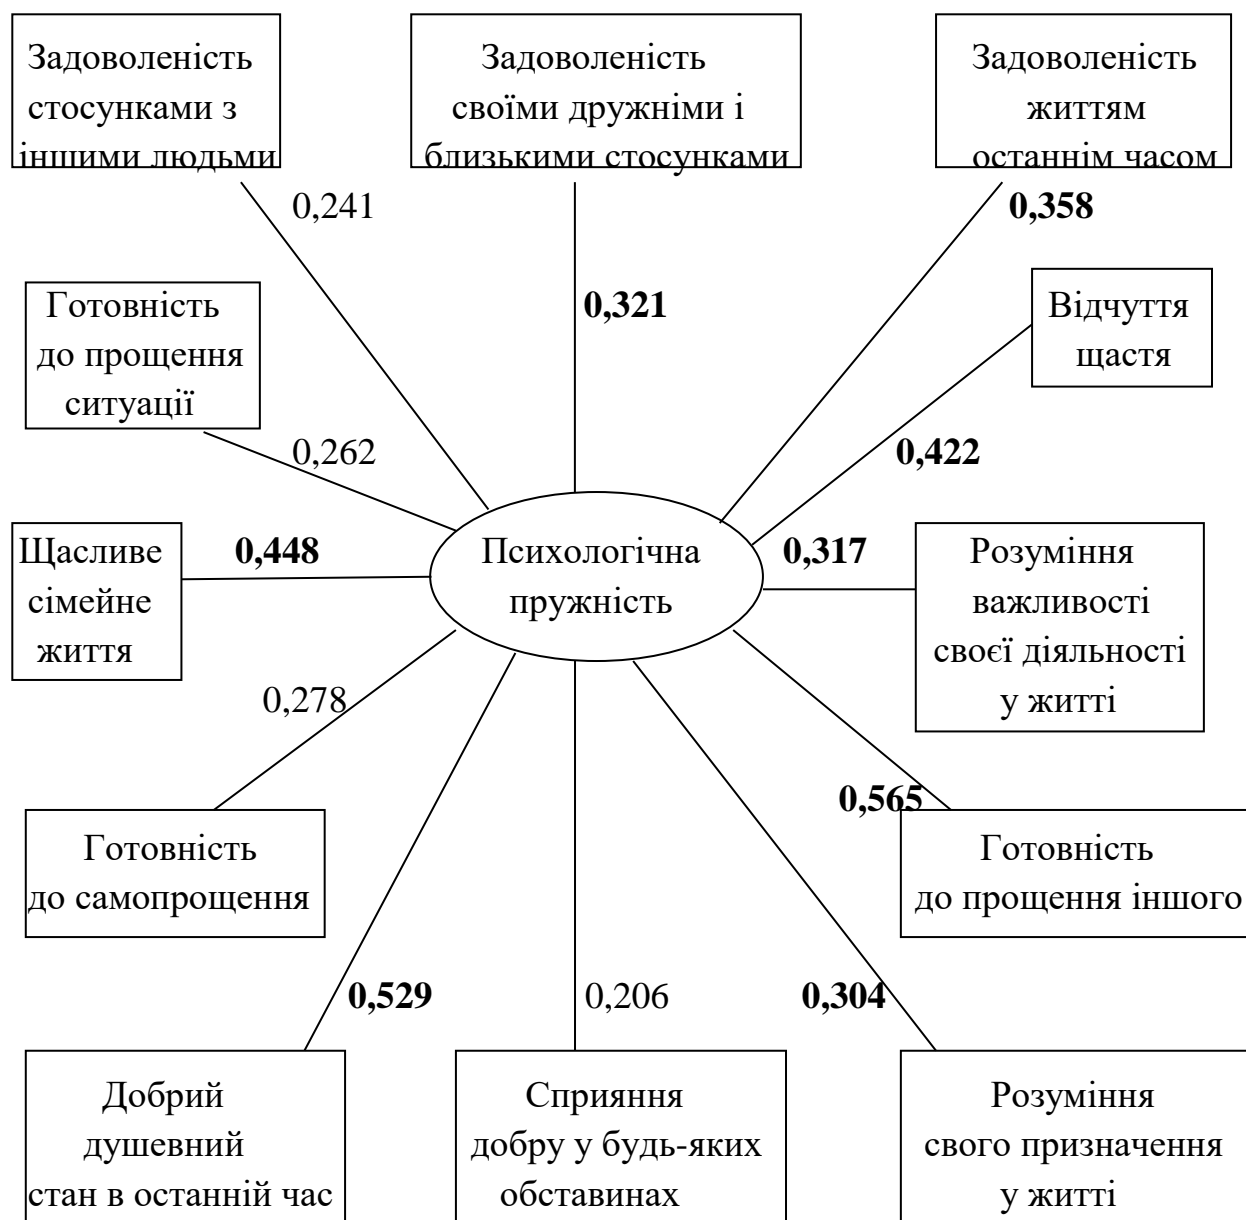 Задоволеність
стосунками з
іншими людьми
Задоволеність
своїми дружніми і
близькими стосунками
Задоволеність
життям
останнім часом
0,241
0,358
Готовність
до прощення
ситуації
0,321
Відчуття
щастя
0,262
0,422
Щасливе
сімейне
життя
0,448
Психологічна
пружність
0,317
Розуміння
важливості
своєї діяльності
у житті
0,278
0,565
Готовність
до самопрощення
Готовність
до прощення іншого
0,529
0,206
0,304
Добрий
душевний
стан в останній час
Сприяння
добру у будь-яких
обставинах
Розуміння
свого призначення
у житті